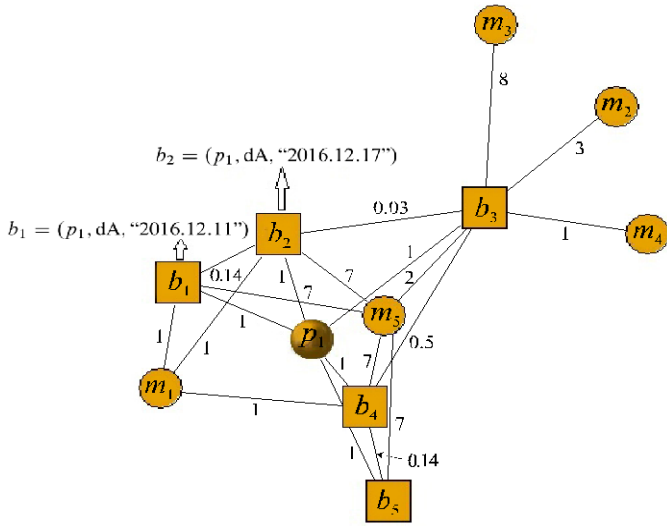 m₃
8
m₂
3
b₂ = (p₁, dA, “2016.12.17”)
0.03
b₃
b₁ = (p₁, dA, “2016.12.11”)
b₂
1
m₄
1
b₁
0.14
1
7
7
2
m₅
1
p₁
0.5
1
1
1
7
m₁
1
b₄
7
1
0.14
b₅